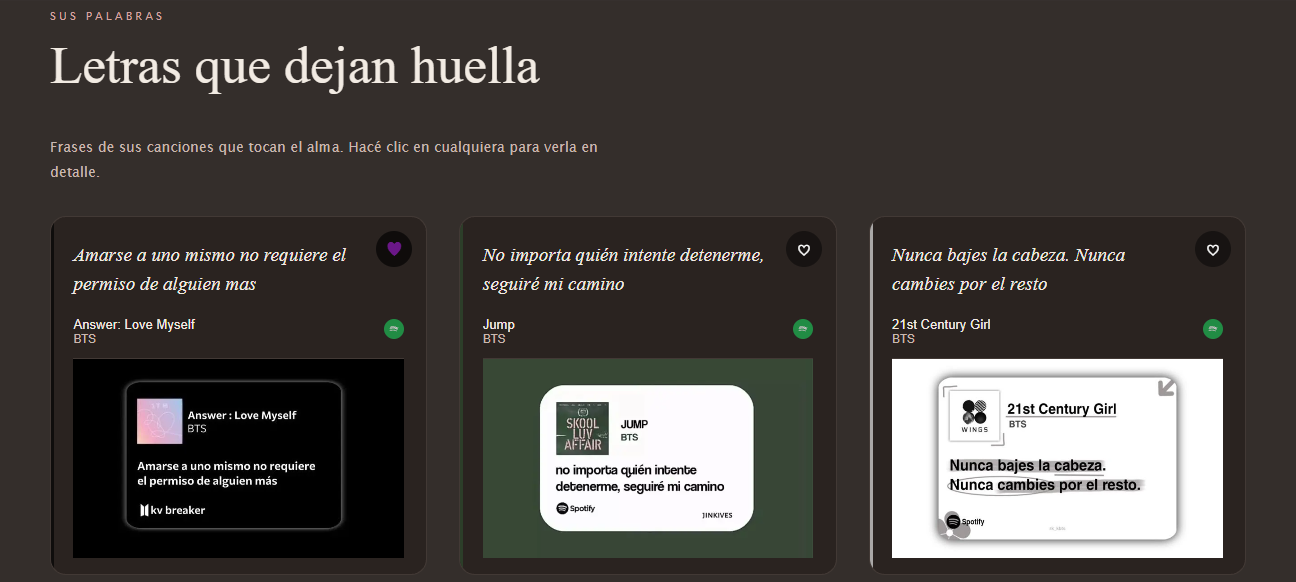 SUS PALABRAS
Letras que dejan huella
Frases de sus canciones que tocan el alma. Hacé clic en cualquiera para verla en
detalle.
Amarse a uno mismo no requiere el
permiso de alguien mas
Answer: Love Myself
BTS
Answer : Love Myself
BTS
Amarse a uno mismo no requiere
el permiso de alguien más
kv breaker
No importa quién intente detenerme,
seguiré mi camino
Jump
BTS
SKOOL
LUV
AFFAIR
JUMP
BTS
no importa quién intente
detenerme, seguiré mi camino
Spotify
JINKIVES
Nunca bajes la cabeza. Nunca
cambies por el resto
21st Century Girl
BTS
WINGS
21st Century Girl
BTS
Nunca bajes la cabeza.
Nunca cambies por el resto.
Spotify